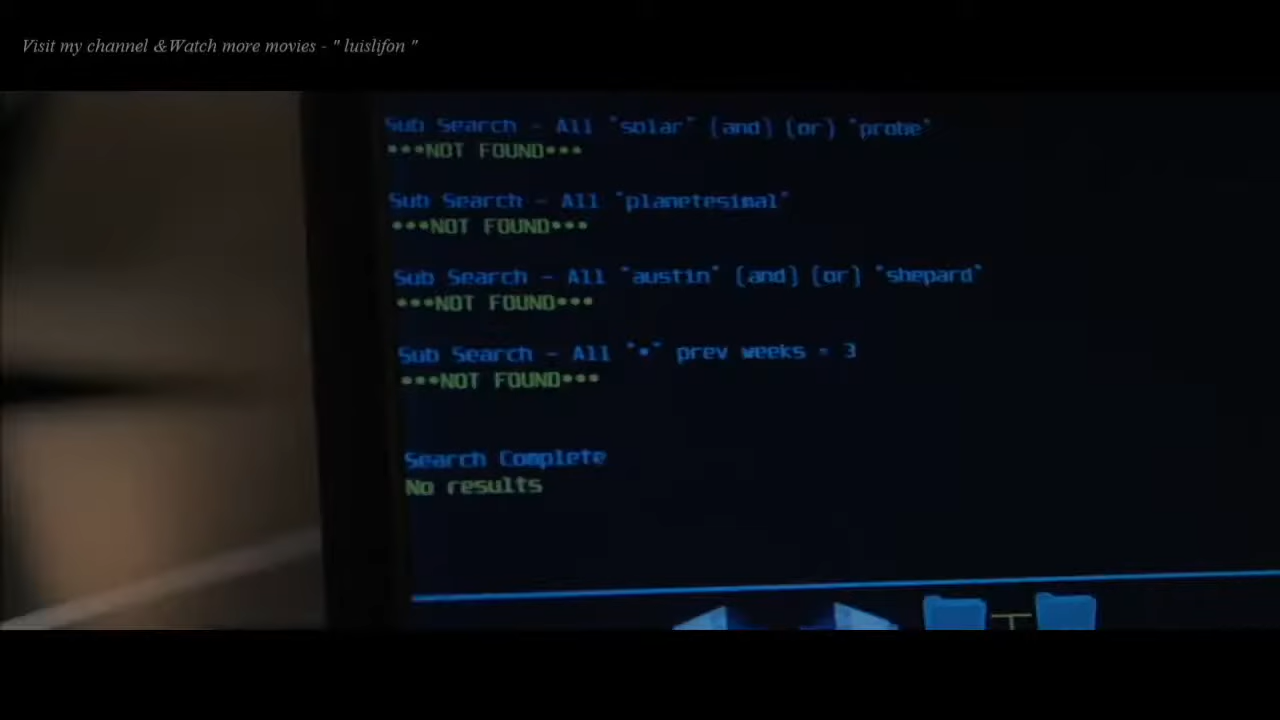 Visit my channel &Watch more movies - " luislifon "
Sub Search - All "solar" (and) (or) "probe"
***NOT FOUND***
Sub Search - All "planetesimal"
***NOT FOUND***
Sub Search - All "austin" (and) (or) "shepard"
***NOT FOUND***
Sub Search - All "*" prev weeks = 3
***NOT FOUND***
Search Complete
No results